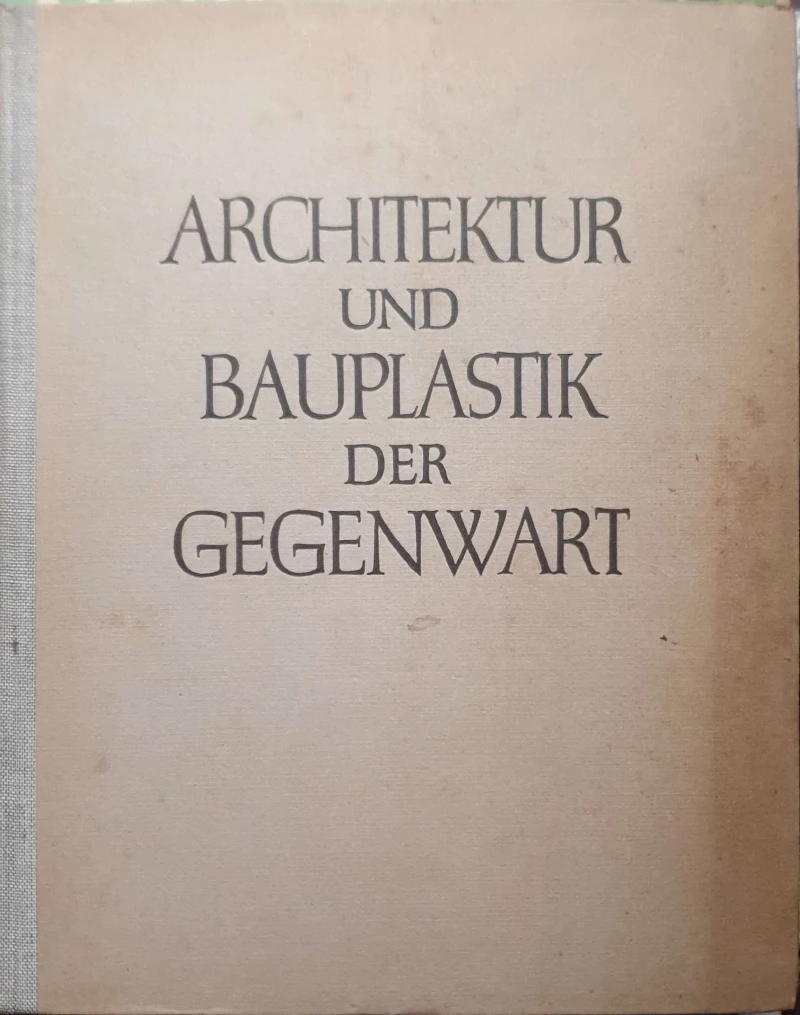 ARCHITEKTUR
UND
BAUPLASTIK
DER
GEGENWART